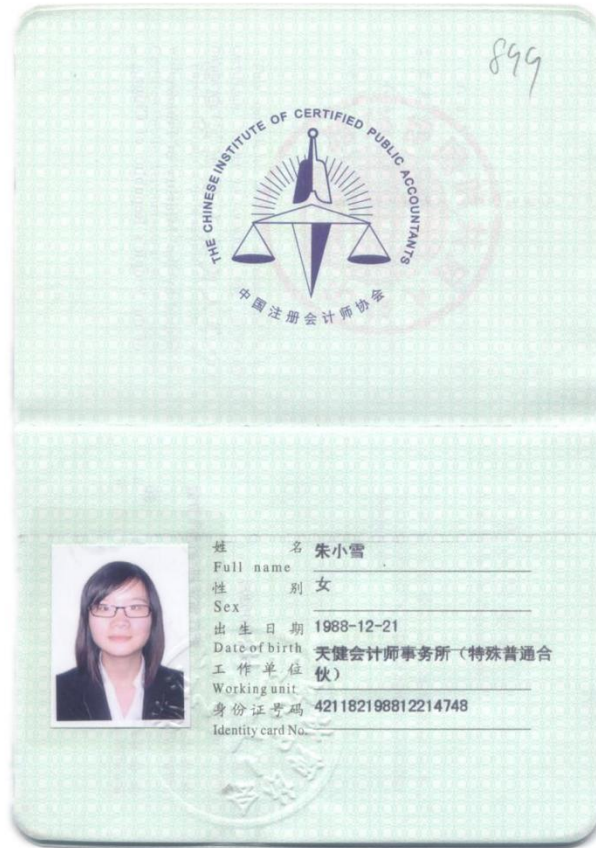 899
THE CHINESE INSTITUTE OF CERTIFIED PUBLIC ACCOUNTANTS
中国注册会计师协会
姓 名 朱小雪
Full name
性 别 女
Sex
出生日期 1988-12-21
Date of birth
工作单位 天健会计师事务所（特殊普通合
伙）
Working unit
身份证号码 421182198812214748
Identity card No.